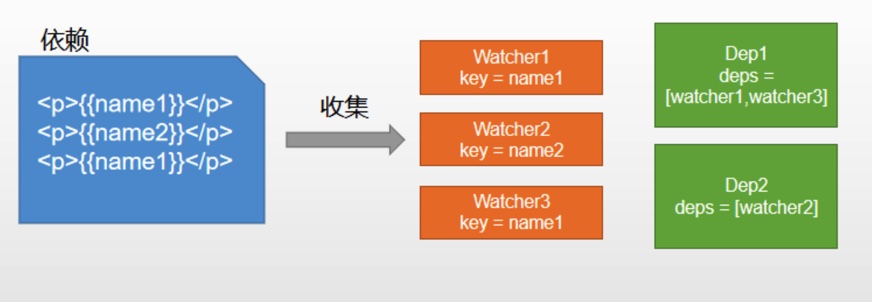 依赖
<p>{{name1}}</p>
<p>{{name2}}</p>
<p>{{name1}}</p>
收集
Watcher1
key = name1
Watcher2
key = name2
Watcher3
key = name1
Dep1
deps =
[watcher1,watcher3]
Dep2
deps = [watcher2]